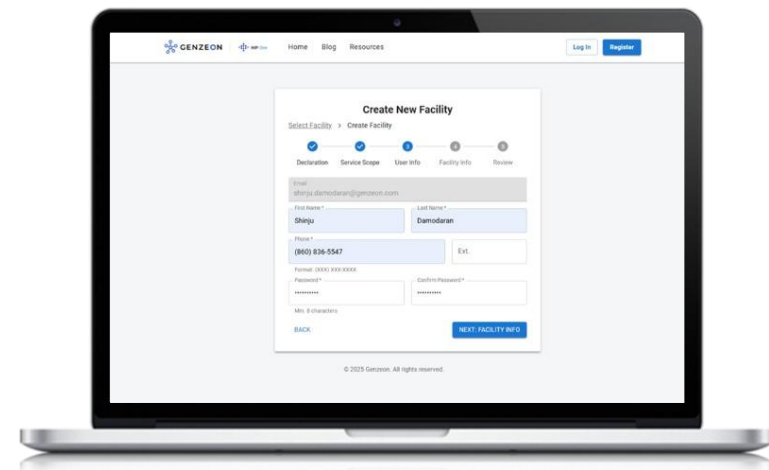 GENZEON HIP One Home Blog Resources Log In Register
Create New Facility
Select Facility > Create Facility
3 4 5
Declaration Service Scope User Info Facility Info Review
Email
shinju.damodaran@genzeon.com
First Name * Last Name *
Shinju Damodaran
Phone *
(860) 836-5547 Ext.
Format: (XXX) XXX-XXXX
Password * Confirm Password *
•••••••••• ••••••••••
Min. 8 characters
BACK NEXT: FACILITY INFO
© 2025 Genzeon. All rights reserved.